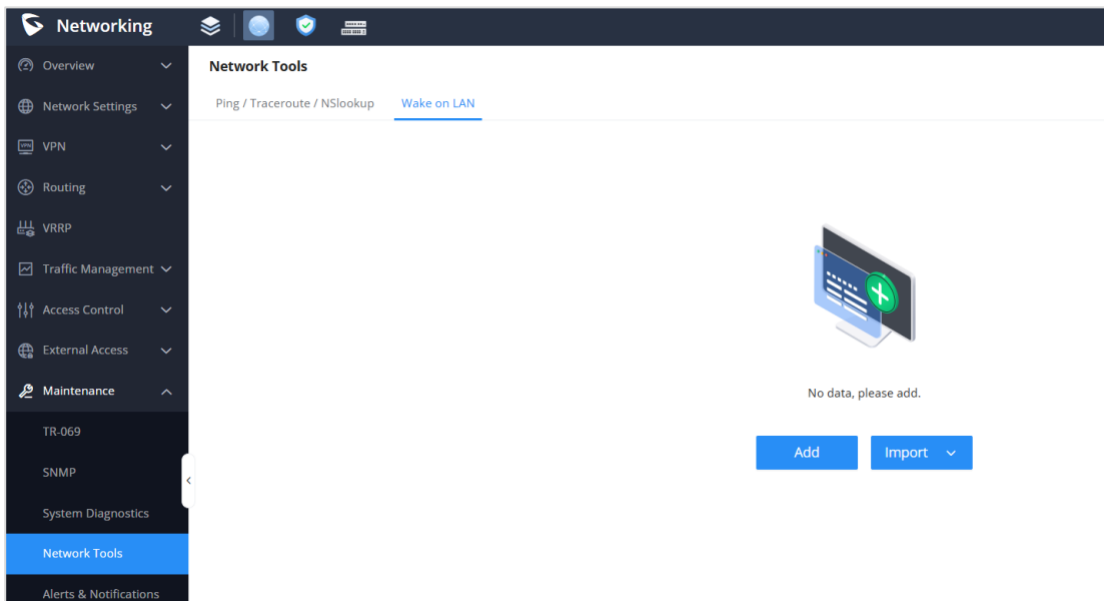 Networking
Overview
Network Settings
VPN
Routing
VRRP
Traffic Management
Access Control
External Access
Maintenance
TR-069
SNMP
System Diagnostics
Network Tools
Alerts & Notifications
Network Tools
Ping / Traceroute / NSlookup Wake on LAN
No data, please add.
Add Import